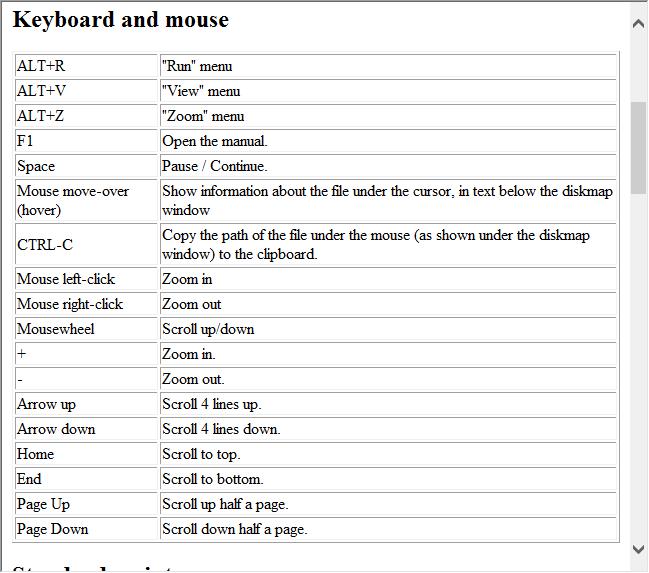 Keyboard and mouse
ALT+R "Run" menu
ALT+V "View" menu
ALT+Z "Zoom" menu
F1 Open the manual.
Space Pause / Continue.
Mouse move-over (hover) Show information about the file under the cursor, in text below the diskmap
window
CTRL-C Copy the path of the file under the mouse (as shown under the diskmap
window) to the clipboard.
Mouse left-click Zoom in
Mouse right-click Zoom out
Mousewheel Scroll up/down
+ Zoom in.
- Zoom out.
Arrow up Scroll 4 lines up.
Arrow down Scroll 4 lines down.
Home Scroll to top.
End Scroll to bottom.
Page Up Scroll up half a page.
Page Down Scroll down half a page.